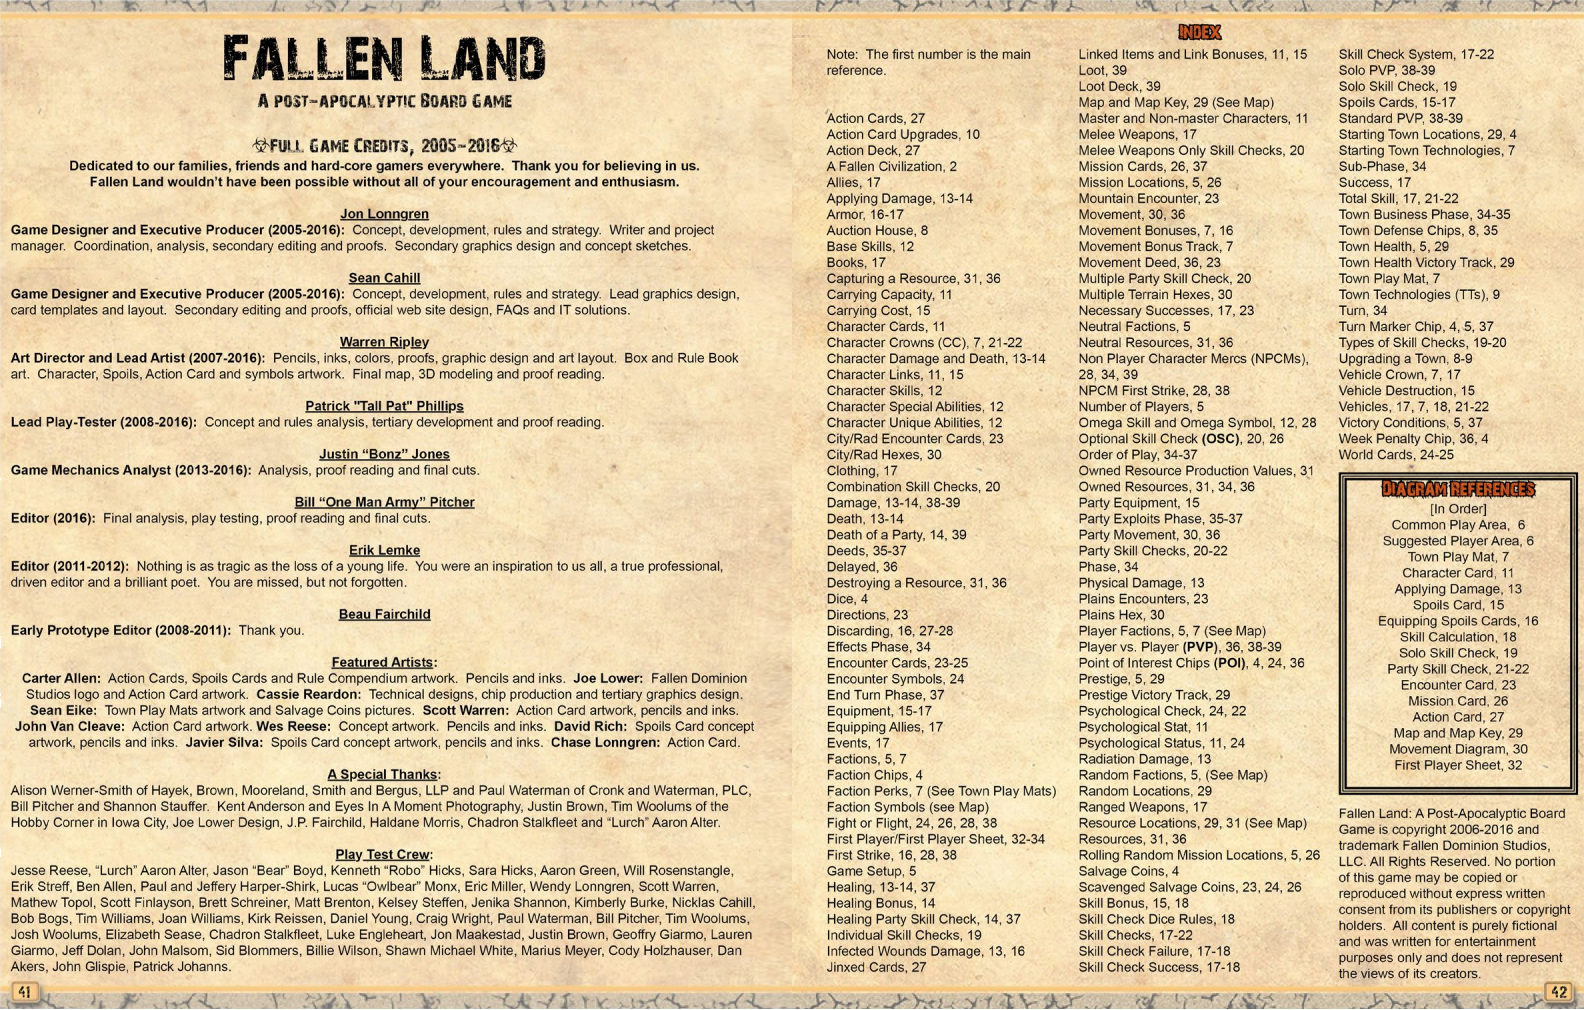 FALLEN LAND
A POST-APOCALYPTIC BOARD GAME
FULL GAME CREDITS, 2005-2016
Dedicated to our families, friends and hard-core gamers everywhere. Thank you for believing in us.
Fallen Land wouldn't have been possible without all of your encouragement and enthusiasm.
Jon Lonngren
Game Designer and Executive Producer (2005-2016): Concept, development, rules and strategy. Writer and project
manager. Coordination, analysis, secondary editing and proofs. Secondary graphics design and concept sketches.
Sean Cahill
Game Designer and Executive Producer (2005-2016): Concept, development, rules and strategy. Lead graphics design,
card templates and layout. Secondary editing and proofs, official web site design, FAQs and IT solutions.
Warren Ripley
Art Director and Lead Artist (2007-2016): Pencils, inks, colors, proofs, graphic design and art layout. Box and Rule Book
art. Character, Spoils, Action Card and symbols artwork. Final map, 3D modeling and proof reading.
Patrick "Tall Pat" Phillips
Lead Play-Tester (2008-2016): Concept and rules analysis, tertiary development and proof reading.
Justin “Bonz” Jones
Game Mechanics Analyst (2013-2016): Analysis, proof reading and final cuts.
Bill “One Man Army” Pitcher
Editor (2016): Final analysis, play testing, proof reading and final cuts.
Erik Lemke
Editor (2011-2012): Nothing is as tragic as the loss of a young life. You were an inspiration to us all, a true professional,
driven editor and a brilliant poet. You are missed, but not forgotten.
Beau Fairchild
Early Prototype Editor (2008-2011): Thank you.
Featured Artists:
Carter Allen: Action Cards, Spoils Cards and Rule Compendium artwork. Pencils and inks. Joe Lower: Fallen Dominion
Studios logo and Action Card artwork. Cassie Reardon: Technical designs, chip production and tertiary graphics design.
Sean Eike: Town Play Mats artwork and Salvage Coins pictures. Scott Warren: Action Card artwork, pencils and inks.
John Van Cleave: Action Card artwork. Wes Reese: Concept artwork. Pencils and inks. David Rich: Spoils Card concept
artwork, pencils and inks. Javier Silva: Spoils Card concept artwork, pencils and inks. Chase Lonngren: Action Card.
A Special Thanks:
Alison Werner-Smith of Hayek, Brown, Mooreland, Smith and Bergus, LLP and Paul Waterman of Cronk and Waterman, PLC,
Bill Pitcher and Shannon Stauffer. Kent Anderson and Eyes In A Moment Photography, Justin Brown, Tim Woolums of the
Hobby Corner in Iowa City, Joe Lower Design, J.P. Fairchild, Haldane Morris, Chadron Stalkfleet and “Lurch” Aaron Alter.
Play Test Crew:
Jesse Reese, “Lurch” Aaron Alter, Jason “Bear” Boyd, Kenneth “Robo” Hicks, Sara Hicks, Aaron Green, Will Rosenstangle,
Erik Streff, Ben Allen, Paul and Jeffery Harper-Shirk, Lucas “Owlbear” Monx, Eric Miller, Wendy Lonngren, Scott Warren,
Mathew Topol, Scott Finlayson, Brett Schreiner, Matt Brenton, Kelsey Steffen, Jenika Shannon, Kimberly Burke, Nicklas Cahill,
Bob Bogs, Tim Williams, Joan Williams, Kirk Reissen, Daniel Young, Craig Wright, Paul Waterman, Bill Pitcher, Tim Woolums,
Josh Woolums, Elizabeth Sease, Chadron Stalkfleet, Luke Engleheart, Jon Maakestad, Justin Brown, Geoffry Giarmo, Lauren
Giarmo, Jeff Dolan, John Malsom, Sid Blommers, Billie Wilson, Shawn Michael White, Marius Meyer, Cody Holzhauser, Dan
Akers, John Glispie, Patrick Johanns.
41
INDEX
Note: The first number is the main
reference.
Action Cards, 27
Action Card Upgrades, 10
Action Deck, 27
A Fallen Civilization, 2
Allies, 17
Applying Damage, 13-14
Armor, 16-17
Auction House, 8
Base Skills, 12
Books, 17
Capturing a Resource, 31, 36
Carrying Capacity, 11
Carrying Cost, 15
Character Cards, 11
Character Crowns (CC), 7, 21-22
Character Damage and Death, 13-14
Character Links, 11, 15
Character Skills, 12
Character Special Abilities, 12
Character Unique Abilities, 12
City/Rad Encounter Cards, 23
City/Rad Hexes, 30
Clothing, 17
Combination Skill Checks, 20
Damage, 13-14, 38-39
Death, 13-14
Death of a Party, 14, 39
Deeds, 35-37
Delayed, 36
Destroying a Resource, 31, 36
Dice, 4
Directions, 23
Discarding, 16, 27-28
Effects Phase, 34
Encounter Cards, 23-25
Encounter Symbols, 24
End Turn Phase, 37
Equipment, 15-17
Equipping Allies, 17
Events, 17
Factions, 5, 7
Faction Chips, 4
Faction Perks, 7 (See Town Play Mats)
Faction Symbols (see Map)
Fight or Flight, 24, 26, 28, 38
First Player/First Player Sheet, 32-34
First Strike, 16, 28, 38
Game Setup, 5
Healing, 13-14, 37
Healing Bonus, 14
Healing Party Skill Check, 14, 37
Individual Skill Checks, 19
Infected Wounds Damage, 13, 16
Jinxed Cards, 27
Linked Items and Link Bonuses, 11, 15
Loot, 39
Loot Deck, 39
Map and Map Key, 29 (See Map)
Master and Non-master Characters, 11
Melee Weapons, 17
Melee Weapons Only Skill Checks, 20
Mission Cards, 26, 37
Mission Locations, 5, 26
Mountain Encounter, 23
Movement, 30, 36
Movement Bonuses, 7, 16
Movement Bonus Track, 7
Movement Deed, 36, 23
Multiple Party Skill Check, 20
Multiple Terrain Hexes, 30
Necessary Successes, 17, 23
Neutral Factions, 5
Neutral Resources, 31, 36
Non Player Character Mercs (NPCMs),
28, 34, 39
NPCM First Strike, 28, 38
Number of Players, 5
Omega Skill and Omega Symbol, 12, 28
Optional Skill Check (OSC), 20, 26
Order of Play, 34-37
Owned Resource Production Values, 31
Owned Resources, 31, 34, 36
Party Equipment, 15
Party Exploits Phase, 35-37
Party Movement, 30, 36
Party Skill Checks, 20-22
Phase, 34
Physical Damage, 13
Plains Encounters, 23
Plains Hex, 30
Player Factions, 5, 7 (See Map)
Player vs. Player (PVP), 36, 38-39
Point of Interest Chips (POI), 4, 24, 36
Prestige, 5, 29
Prestige Victory Track, 29
Psychological Check, 24, 22
Psychological Stat, 11
Psychological Status, 11, 24
Radiation Damage, 13
Random Factions, 5, (See Map)
Random Locations, 29
Ranged Weapons, 17
Resource Locations, 29, 31 (See Map)
Resources, 31, 36
Rolling Random Mission Locations, 5, 26
Salvage Coins, 4
Scavenged Salvage Coins, 23, 24, 26
Skill Bonus, 15, 18
Skill Check Dice Rules, 18
Skill Checks, 17-22
Skill Check Failure, 17-18
Skill Check Success, 17-18
Skill Check System, 17-22
Solo PVP, 38-39
Solo Skill Check, 19
Spoils Cards, 15-17
Standard PVP, 38-39
Starting Town Locations, 29, 4
Starting Town Technologies, 7
Sub-Phase, 34
Success, 17
Total Skill, 17, 21-22
Town Business Phase, 34-35
Town Defense Chips, 8, 35
Town Health, 5, 29
Town Health Victory Track, 29
Town Play Mat, 7
Town Technologies (TTs), 9
Turn, 34
Turn Marker Chip, 4, 5, 37
Types of Skill Checks, 19-20
Upgrading a Town, 8-9
Vehicle Crown, 7, 17
Vehicle Destruction, 15
Vehicles, 17, 7, 18, 21-22
Victory Conditions, 5, 37
Week Penalty Chip, 36, 4
World Cards, 24-25
DIAGRAM REFERENCES
[In Order]
Common Play Area, 6
Suggested Player Area, 6
Town Play Mat, 7
Character Card, 11
Applying Damage, 13
Spoils Card, 15
Equipping Spoils Cards, 16
Skill Calculation, 18
Solo Skill Check, 19
Party Skill Check, 21-22
Encounter Card, 23
Mission Card, 26
Action Card, 27
Map and Map Key, 29
Movement Diagram, 30
First Player Sheet, 32
Fallen Land: A Post-Apocalyptic Board
Game is copyright 2006-2016 and
trademark Fallen Dominion Studios,
LLC. All Rights Reserved. No portion
of this game may be copied or
reproduced without express written
consent from its publishers or copyright
holders. All content is purely fictional
and was written for entertainment
purposes only and does not represent
the views of its creators.
42